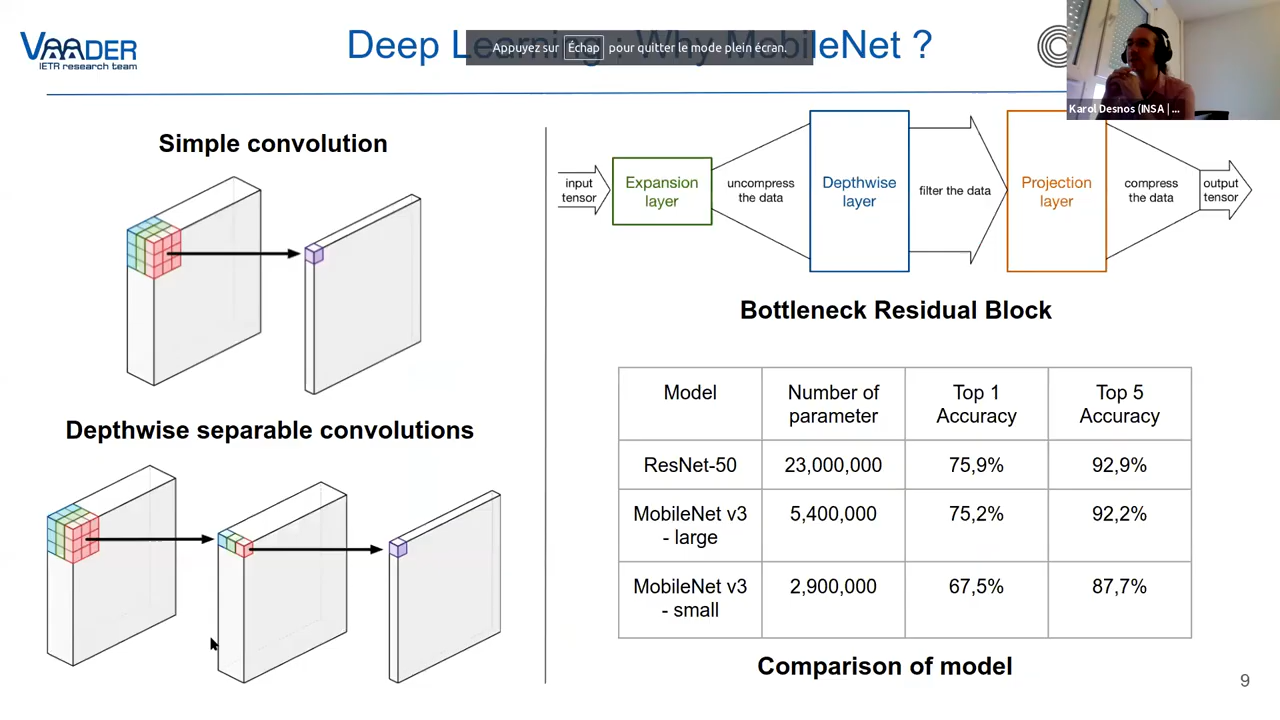 VAADER
IETR research team
Deep Learning : Why MobileNet ?
Appuyez sur Échap pour quitter le mode plein écran.
Karol Desnos (INSA | ...
Simple convolution
Depthwise separable convolutions
input
tensor
Expansion
layer
uncompress
the data
Depthwise
layer
filter the data
Projection
layer
compress
the data
output
tensor
Bottleneck Residual Block
Model
Number of
parameter
Top 1
Accuracy
Top 5
Accuracy
ResNet-50
23,000,000
75,9%
92,9%
MobileNet v3
- large
5,400,000
75,2%
92,2%
MobileNet v3
- small
2,900,000
67,5%
87,7%
Comparison of model
9